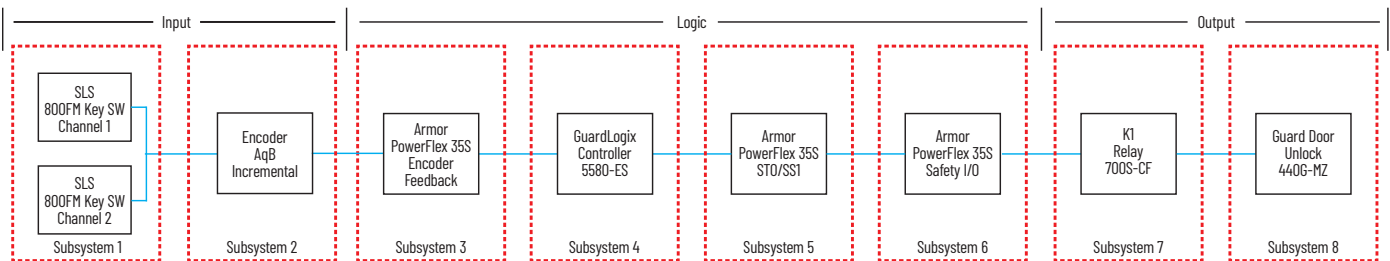 Input
Logic
Output
SLS
800FM Key SW
Channel 1
SLS
800FM Key SW
Channel 2
Subsystem 1
Encoder
AqB
Incremental
Subsystem 2
Armor
PowerFlex 35S
Encoder
Feedback
Subsystem 3
GuardLogix
Controller
5580-ES
Subsystem 4
Armor
PowerFlex 35S
STO/SS1
Subsystem 5
Armor
PowerFlex 35S
Safety I/O
Subsystem 6
K1
Relay
700S-CF
Subsystem 7
Guard Door
Unlock
440G-MZ
Subsystem 8